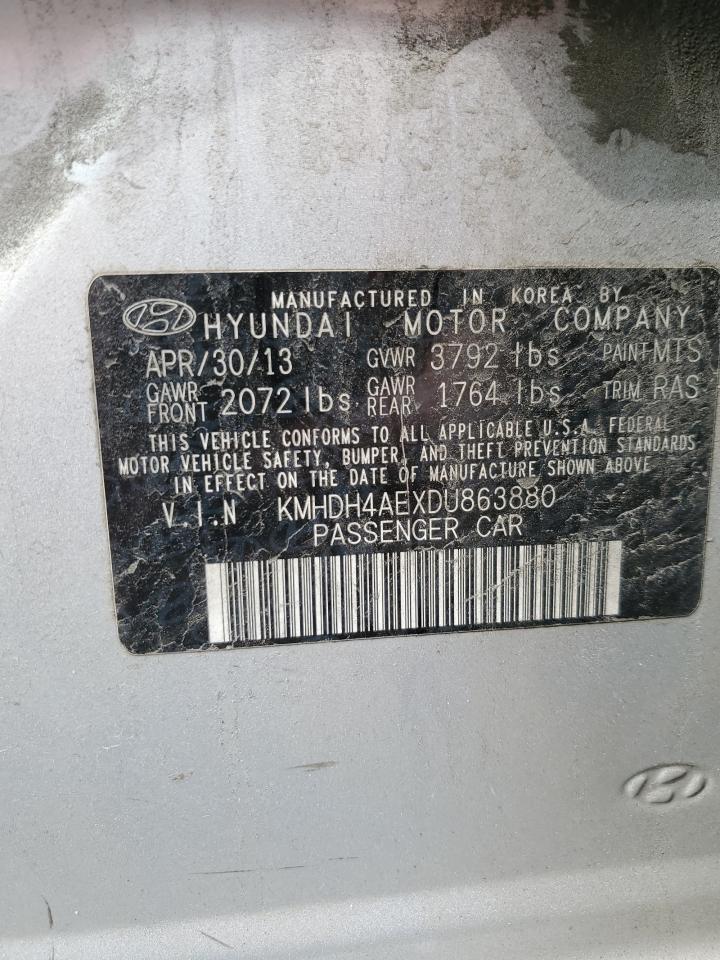 MANUFACTURED IN KOREA BY
HYUNDAI MOTOR COMPANY
APR/30/13 GVWR 3792 lbs PAINT MTS
GAWR FRONT 2072 lbs GAWR REAR 1764 lbs TRIM RAS
THIS VEHICLE CONFORMS TO ALL APPLICABLE U.S.A. FEDERAL
MOTOR VEHICLE SAFETY, BUMPER, AND THEFT PREVENTION STANDARDS
IN EFFECT ON THE DATE OF MANUFACTURE SHOWN ABOVE
V.I.N KMHDH4AEXDU863880
PASSENGER CAR